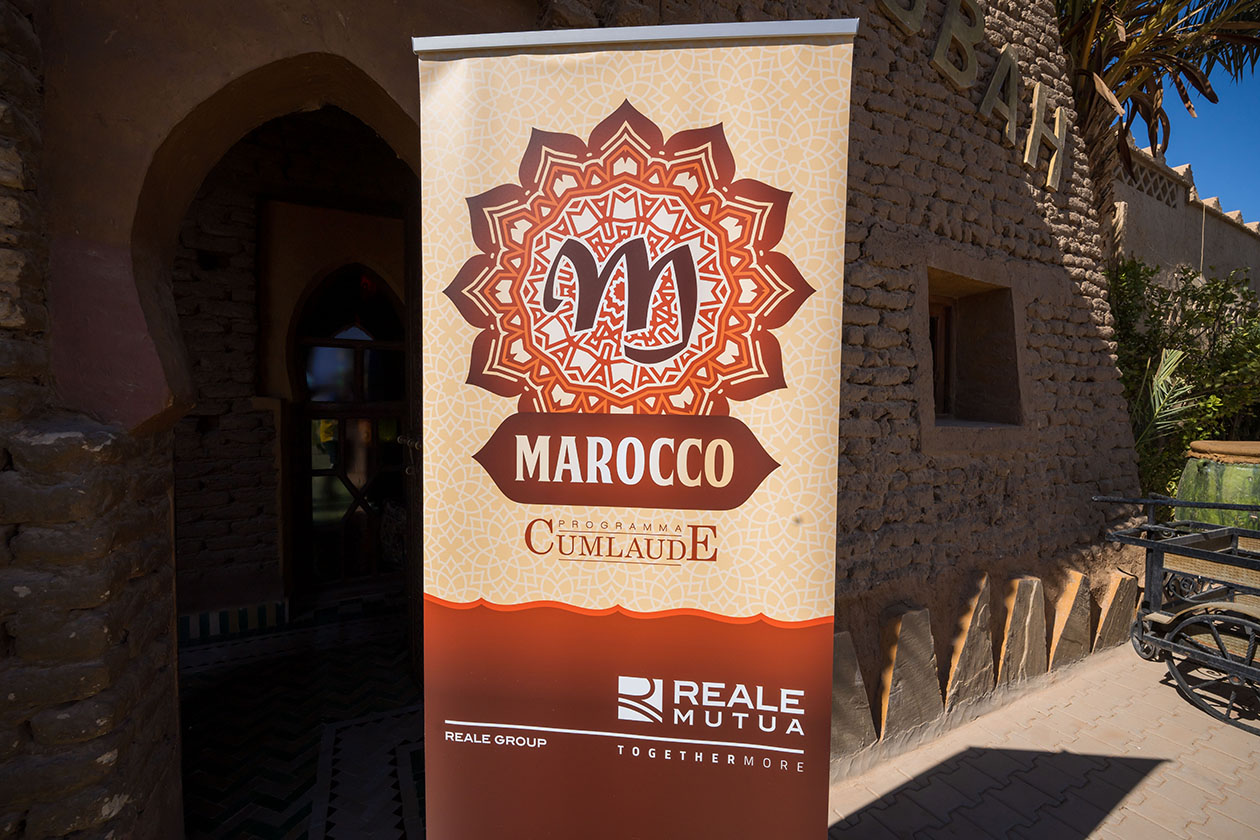 M
MAROCCO
PROGRAMMA
CUMLAUDE
REALE
MUTUA
REALE GROUP
TOGETHERMORE